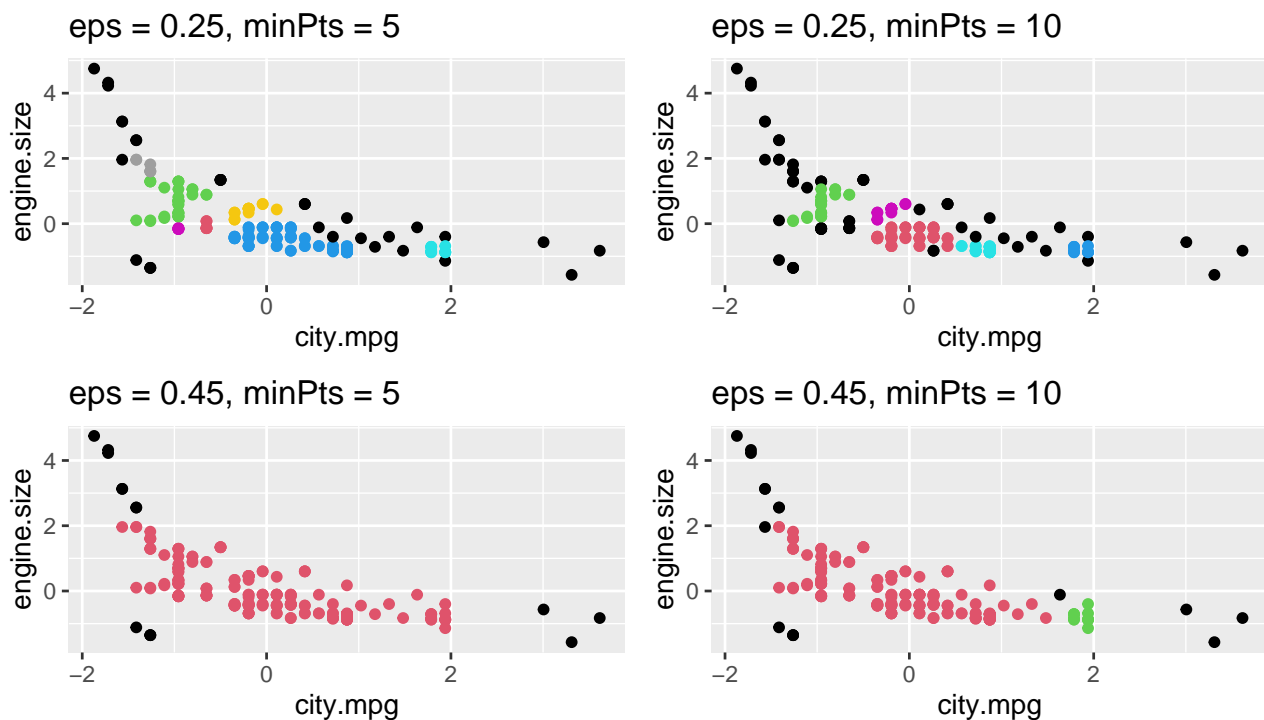 eps = 0.25, minPts = 5
engine.size
4
2
0
−2
0
2
city.mpg
eps = 0.25, minPts = 10
engine.size
4
2
0
−2
0
2
city.mpg
eps = 0.45, minPts = 5
engine.size
4
2
0
−2
0
2
city.mpg
eps = 0.45, minPts = 10
engine.size
4
2
0
−2
0
2
city.mpg